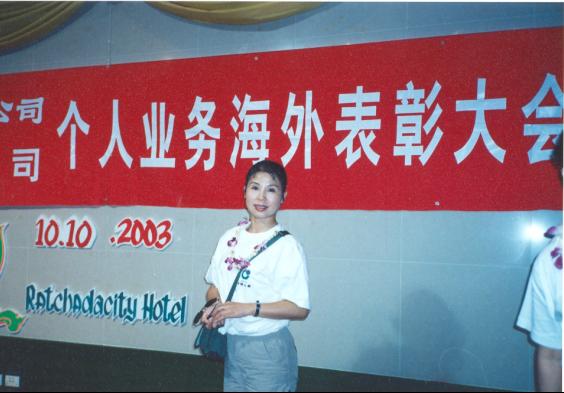 公司
司
个人业务海外表彰大会
10.10 .2003
Ratchadacity Hotel